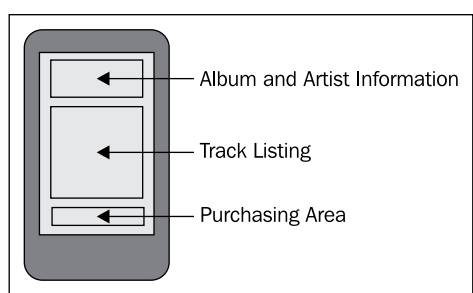 Album and Artist Information
Track Listing
Purchasing Area